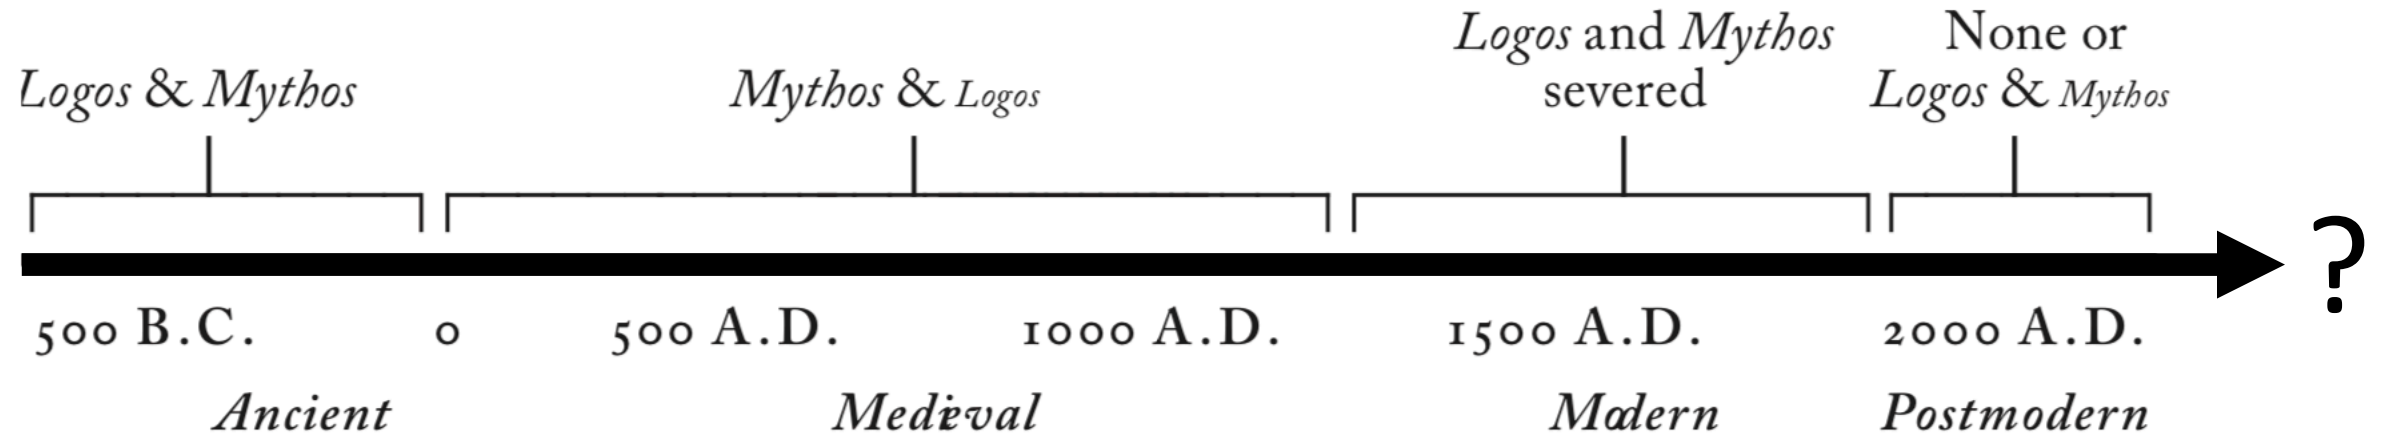 Logos & Mythos
Mythos & Logos
Logos and Mythos
severed
None or
Logos & Mythos
?
500 B.C.
0
500 A.D.
1000 A.D.
1500 A.D.
2000 A.D.
Ancient
Medieval
Modern
Postmodern